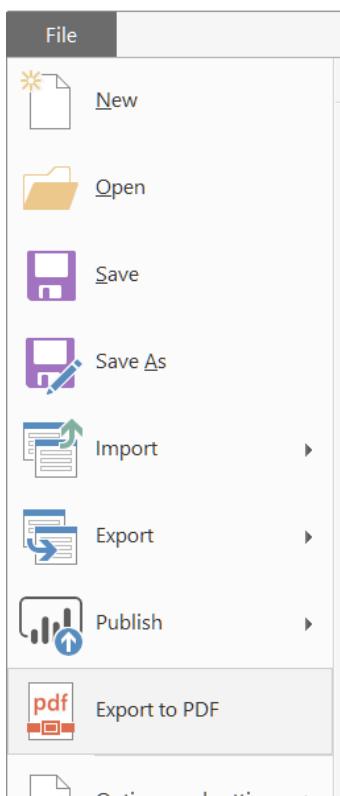 File
New
Open
Save
Save As
Import
Export
Publish
pdf
Export to PDF